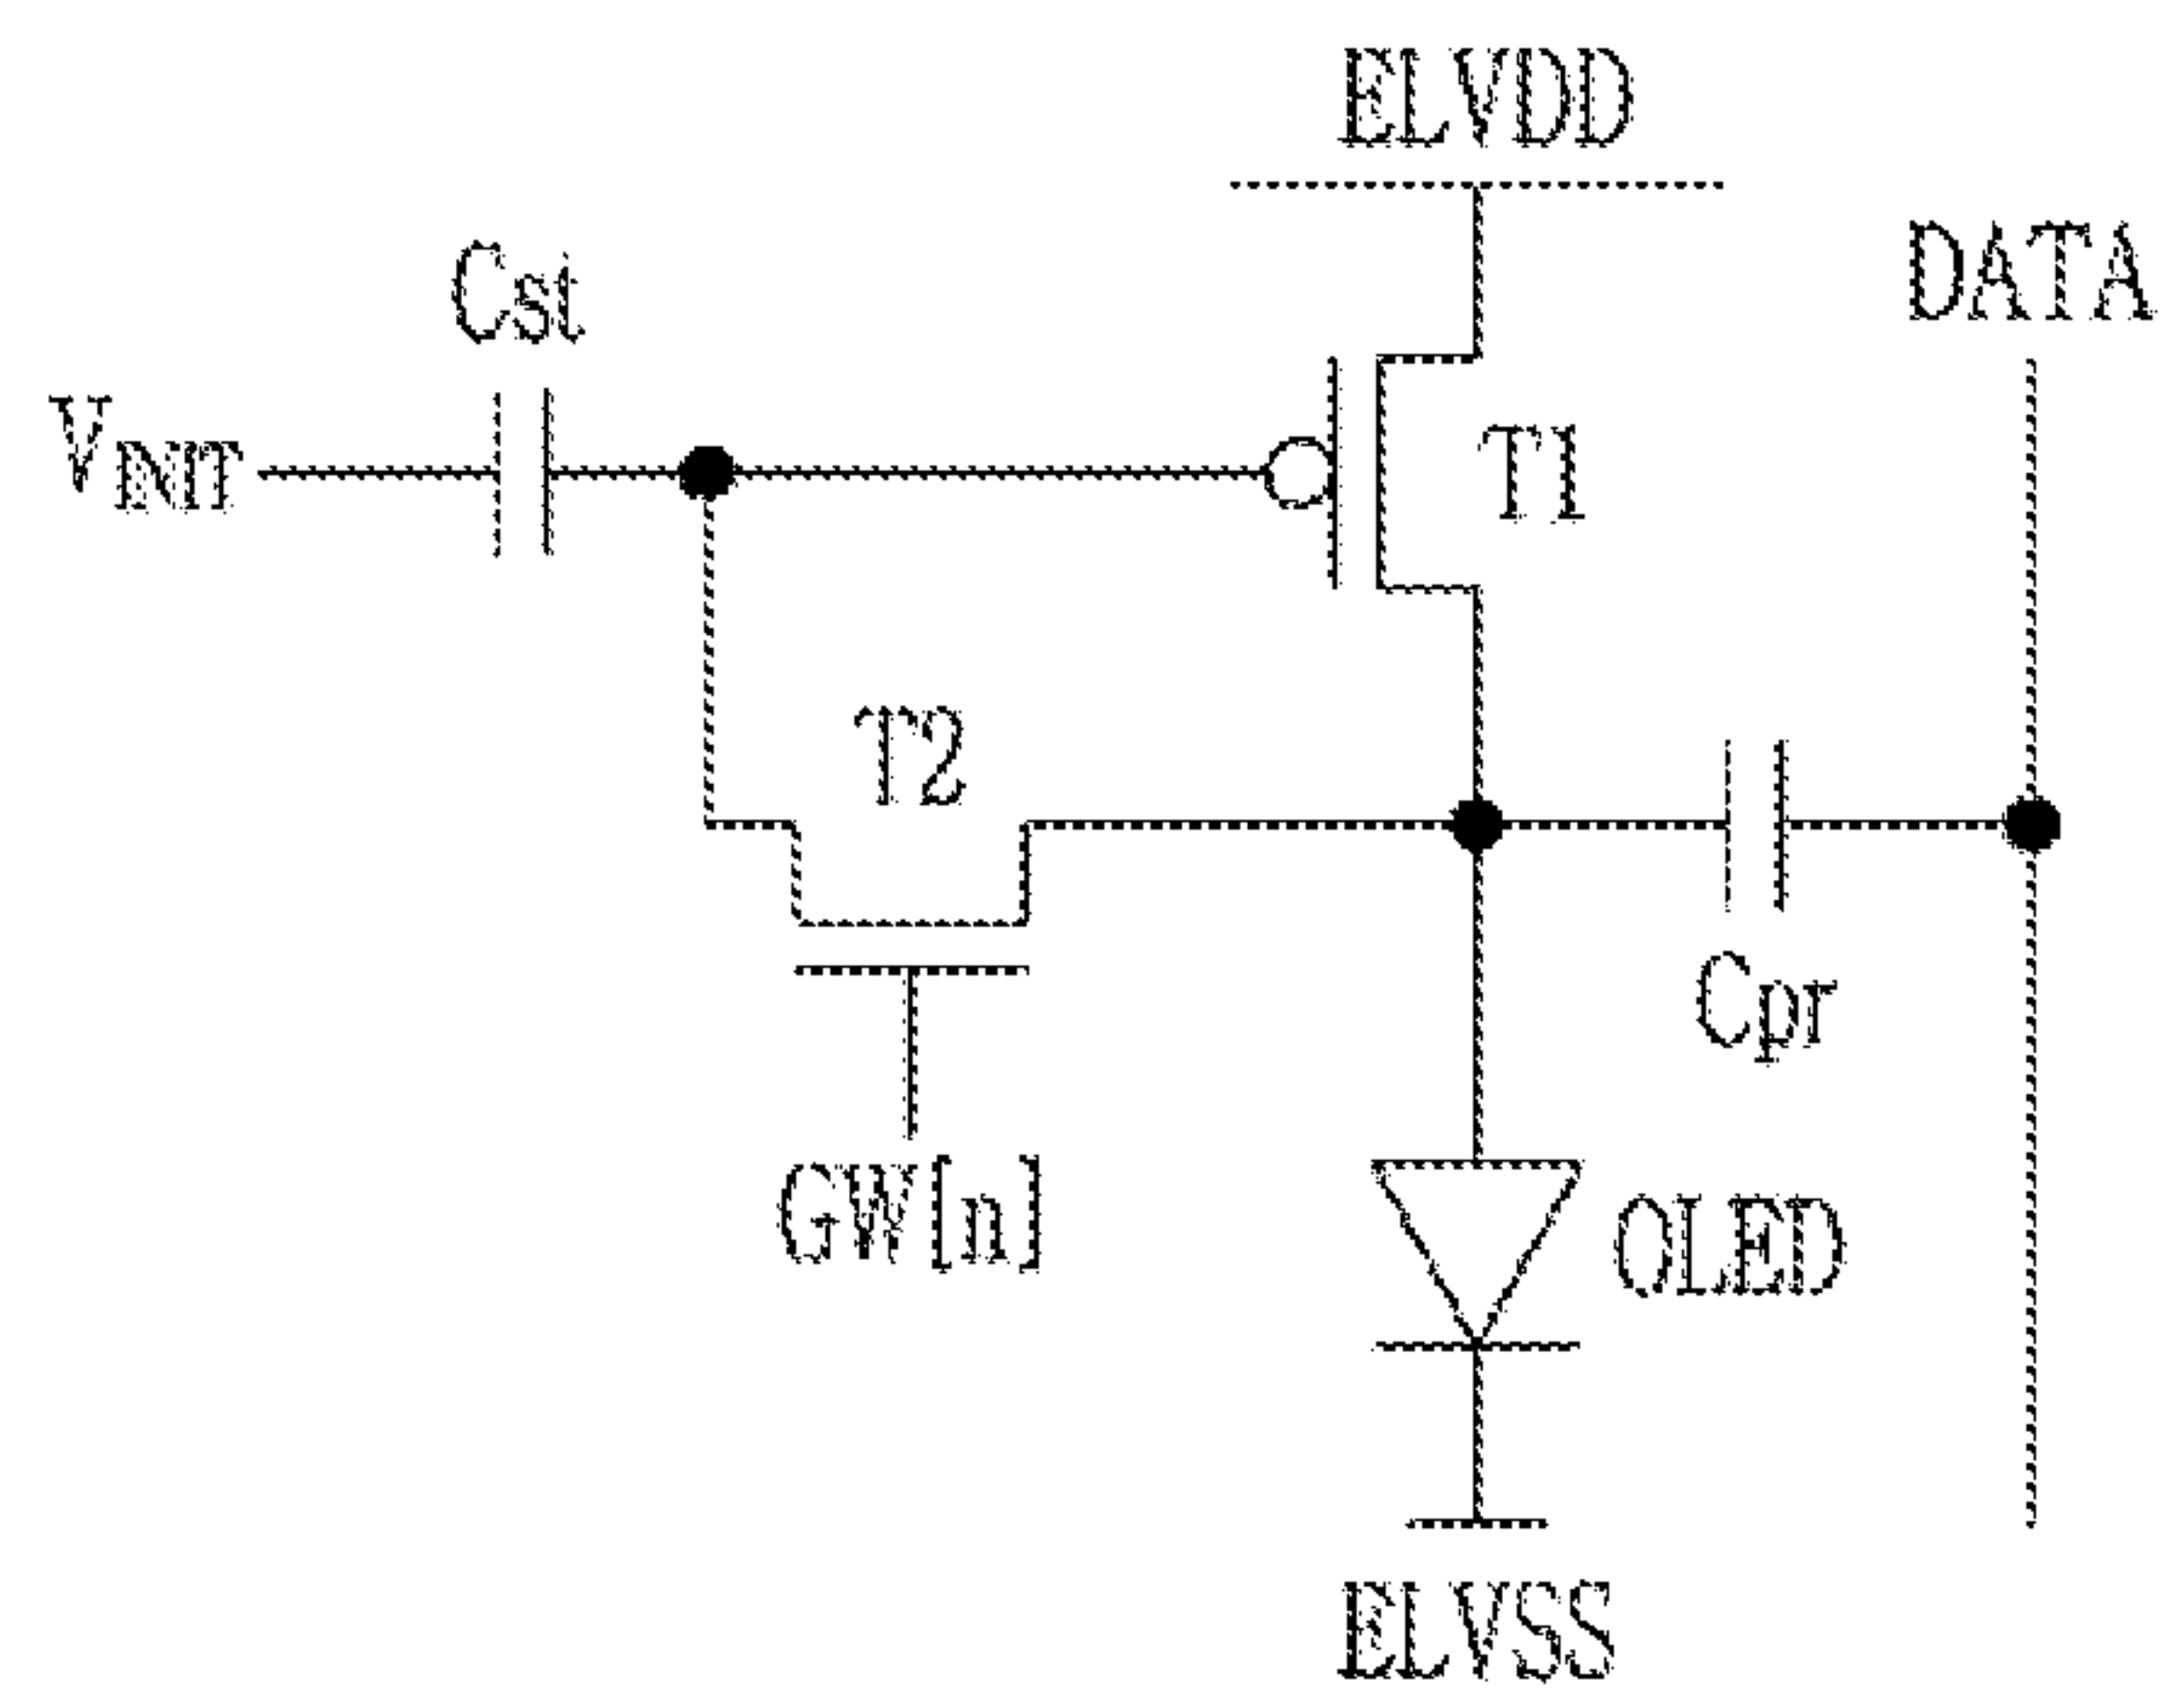 ELVDD
DATA
Cst
VINIT
T1
T2
Cpr
GW[n]
OLED
ELVSS